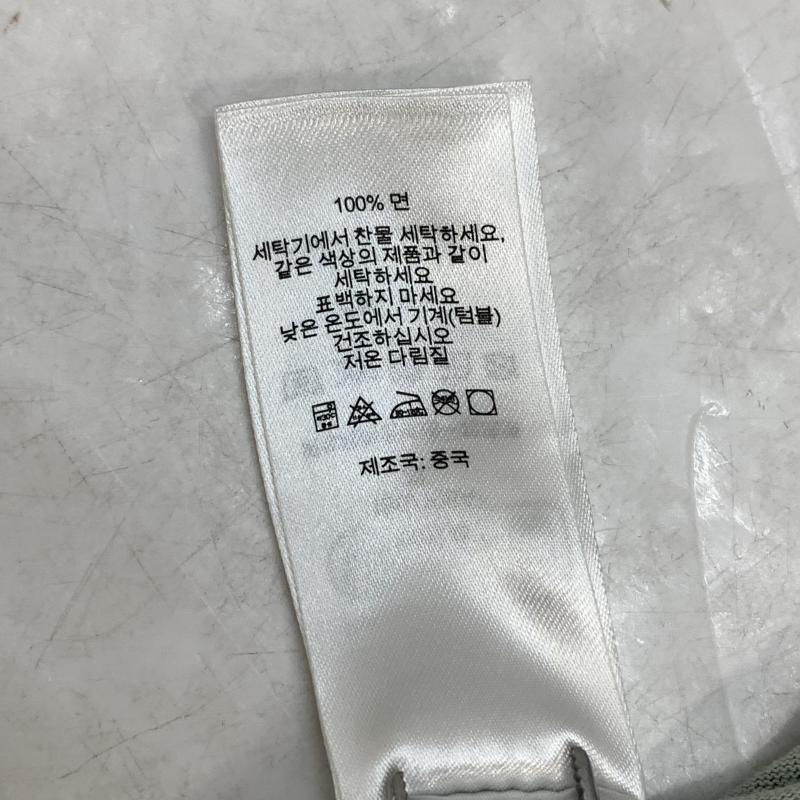 100% 면
세탁기에서 찬물 세탁하세요,
같은 색상의 제품과 같이
세탁하세요
표백하지 마세요
낮은 온도에서 기계(텀블)
건조하십시오
저온 다림질
제조국: 중국